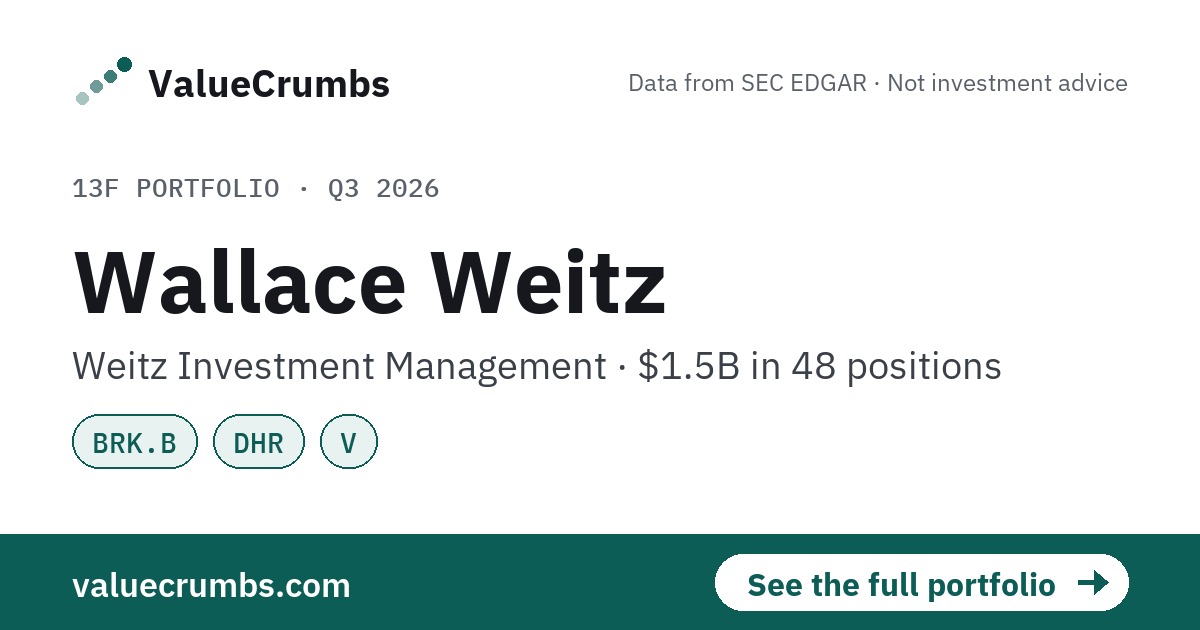 ValueCrumbs
Data from SEC EDGAR · Not investment advice
13F PORTFOLIO · Q3 2026
Wallace Weitz
Weitz Investment Management · $1.5B in 48 positions
BRK.B DHR V
valuecrumbs.com
See the full portfolio →